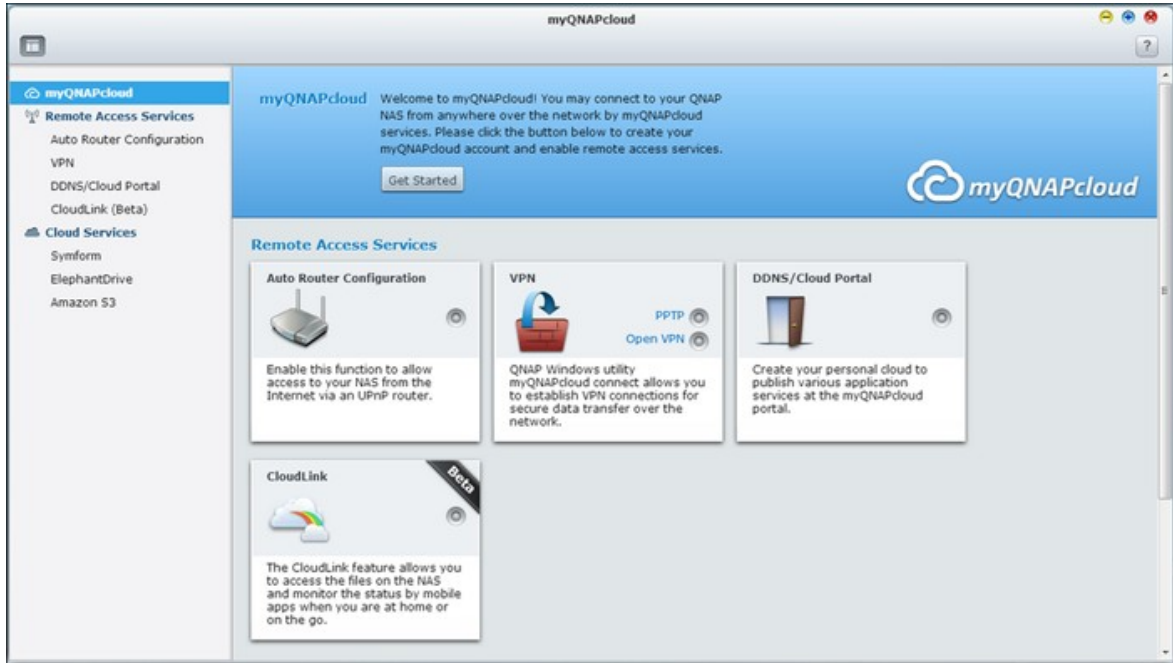 myQNAPcloud
?
myQNAPcloud
Remote Access Services
Auto Router Configuration
VPN
DDNS/Cloud Portal
CloudLink (Beta)
Cloud Services
Symform
ElephantDrive
Amazon S3
myQNAPcloud
Welcome to myQNAPcloud! You may connect to your QNAP
NAS from anywhere over the network by myQNAPcloud
services. Please click the button below to create your
myQNAPcloud account and enable remote access services.
Get Started
myQNAPcloud
Remote Access Services
Auto Router Configuration
Enable this function to allow
access to your NAS from the
Internet via an UPnP router.
VPN
PPTP
Open VPN
QNAP Windows utility
myQNAPcloud connect allows you
to establish VPN connections for
secure data transfer over the
network.
DDNS/Cloud Portal
Create your personal cloud to
publish various application
services at the myQNAPcloud
portal.
CloudLink
Beta
The CloudLink feature allows you
to access the files on the NAS
and monitor the status by mobile
apps when you are at home or
on the go.